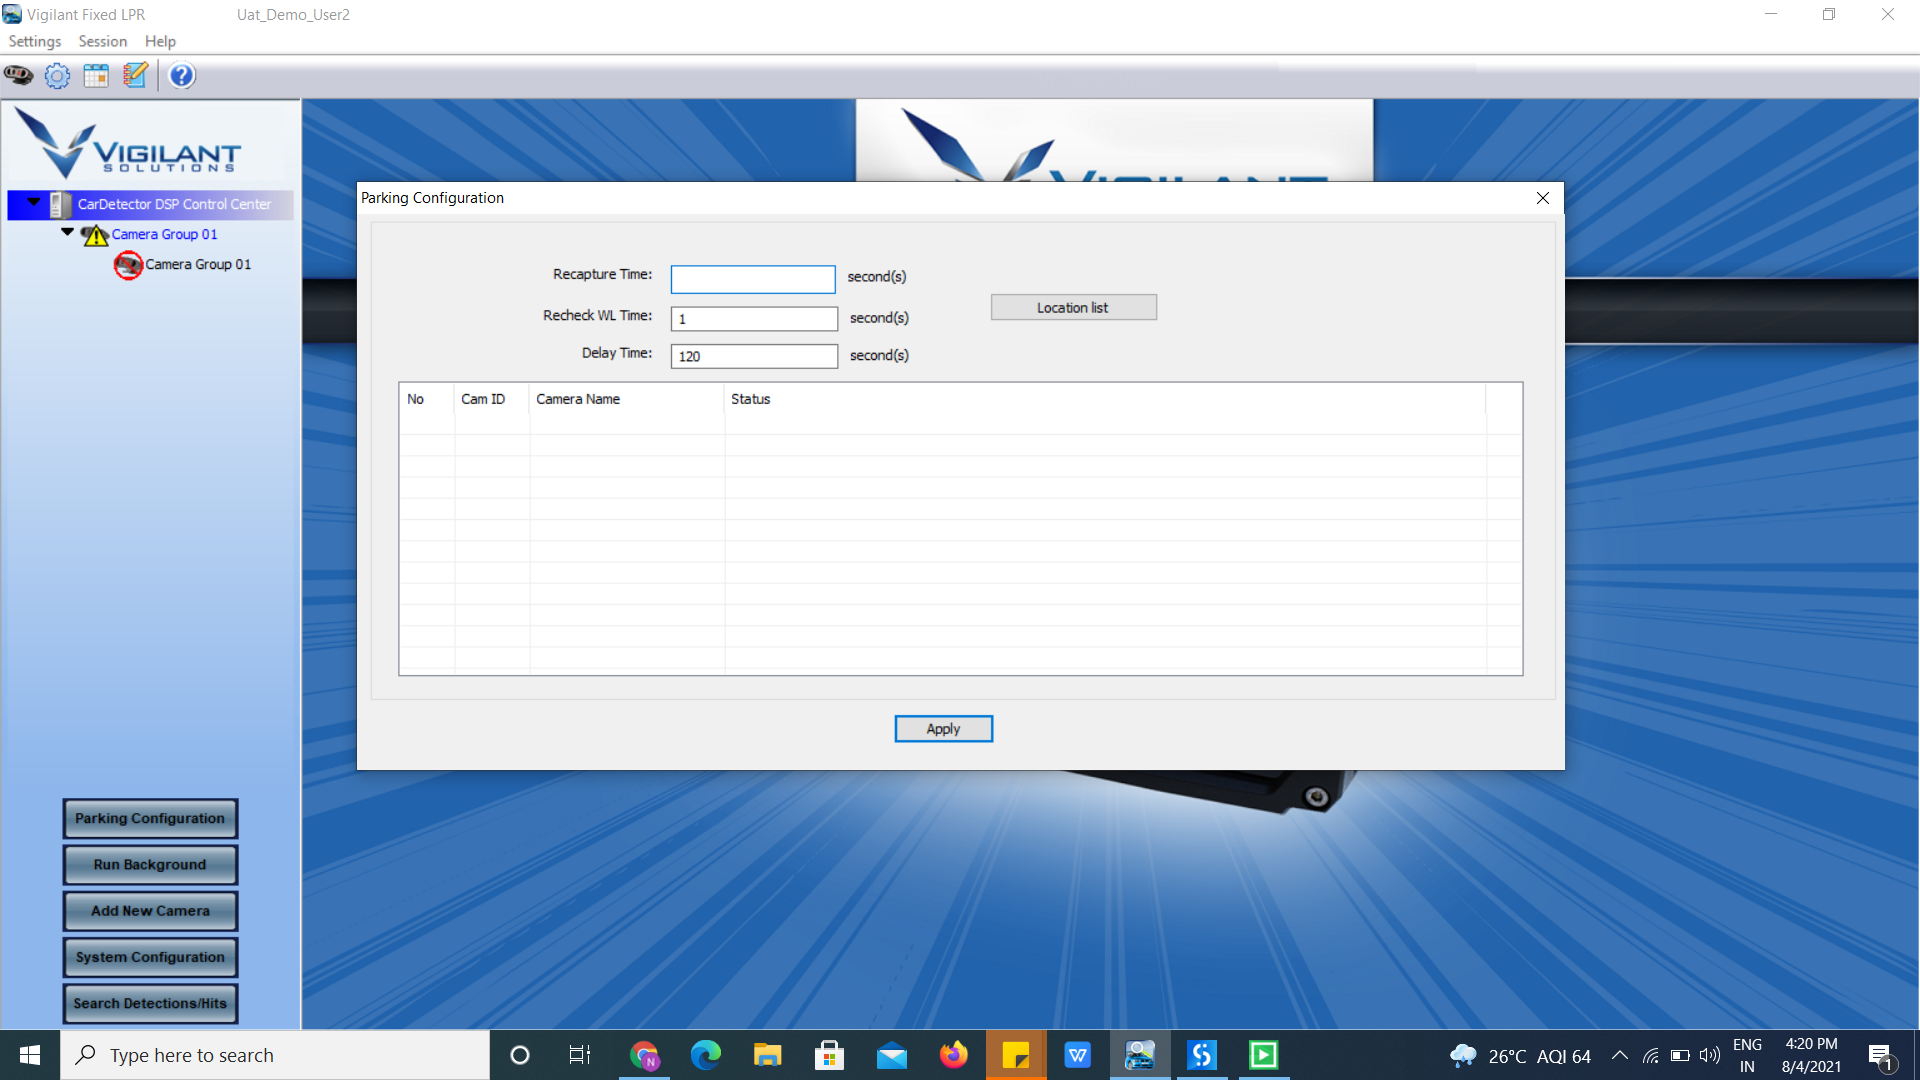 Vigilant Fixed LPR Uat_Demo_User2
Settings Session Help
VIGILANT
SOLUTIONS
CarDetector DSP Control Center
Camera Group 01
Camera Group 01
VIGILANT
Parking Configuration
Recapture Time: second(s)
Recheck WL Time: 1 second(s)
Location list
Delay Time: 120 second(s)
No Cam ID Camera Name Status
Apply
Parking Configuration
Run Background
Add New Camera
System Configuration
Search Detections/Hits
Type here to search
26°C AQI 64
ENG
IN
4:20 PM
8/4/2021
1